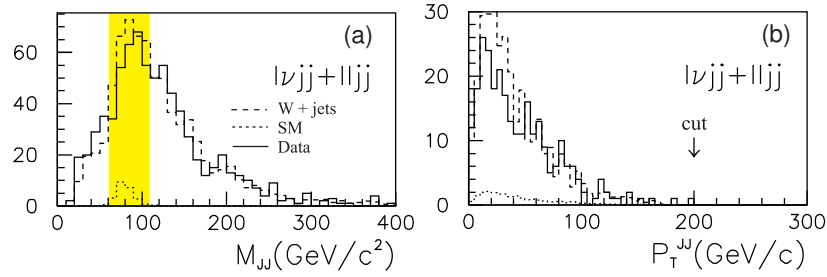 (a)
60
40
20
0
lνjj+lljj
W + jets
SM
Data
0 100 200 300 400
M_JJ(GeV/c²)
(b)
30
20
10
0
lνjj+lljj
cut
0 100 200 300
P_T^JJ(GeV/c)